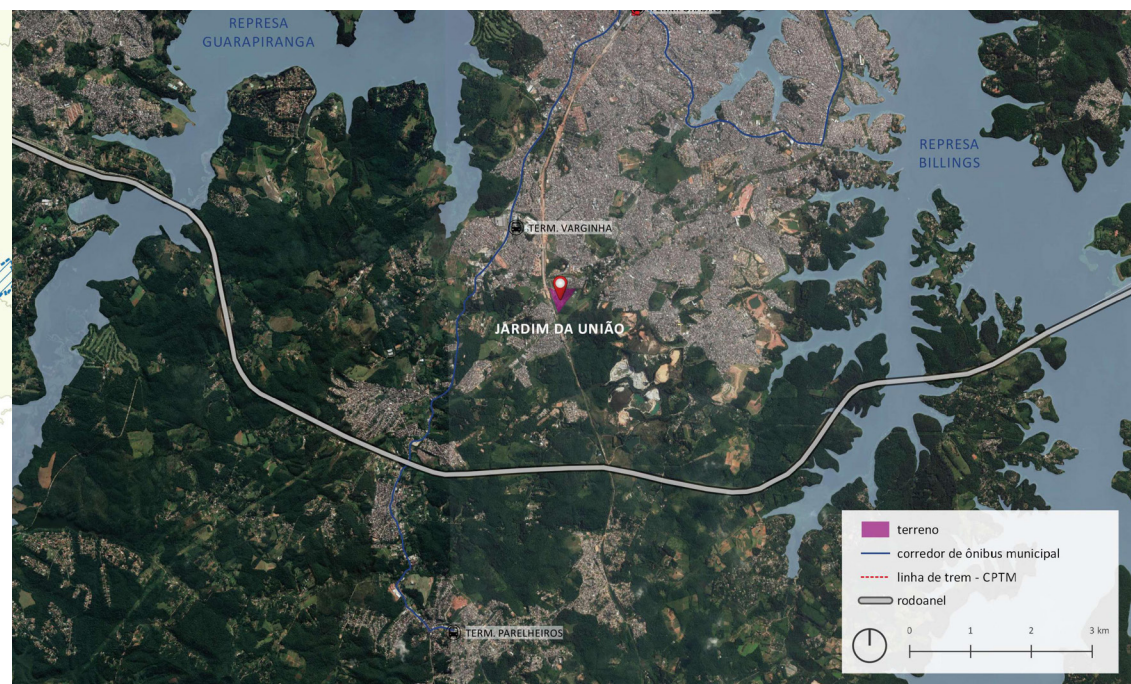 REPRESA
GUARAPIRANGA
REPRESA
BILLINGS
TERM. VARGINHA
JARDIM DA UNIÃO
TERM. PARELHEIROS
terreno
corredor de ônibus municipal
linha de trem - CPTM
rodoanel
0 1 2 3 km